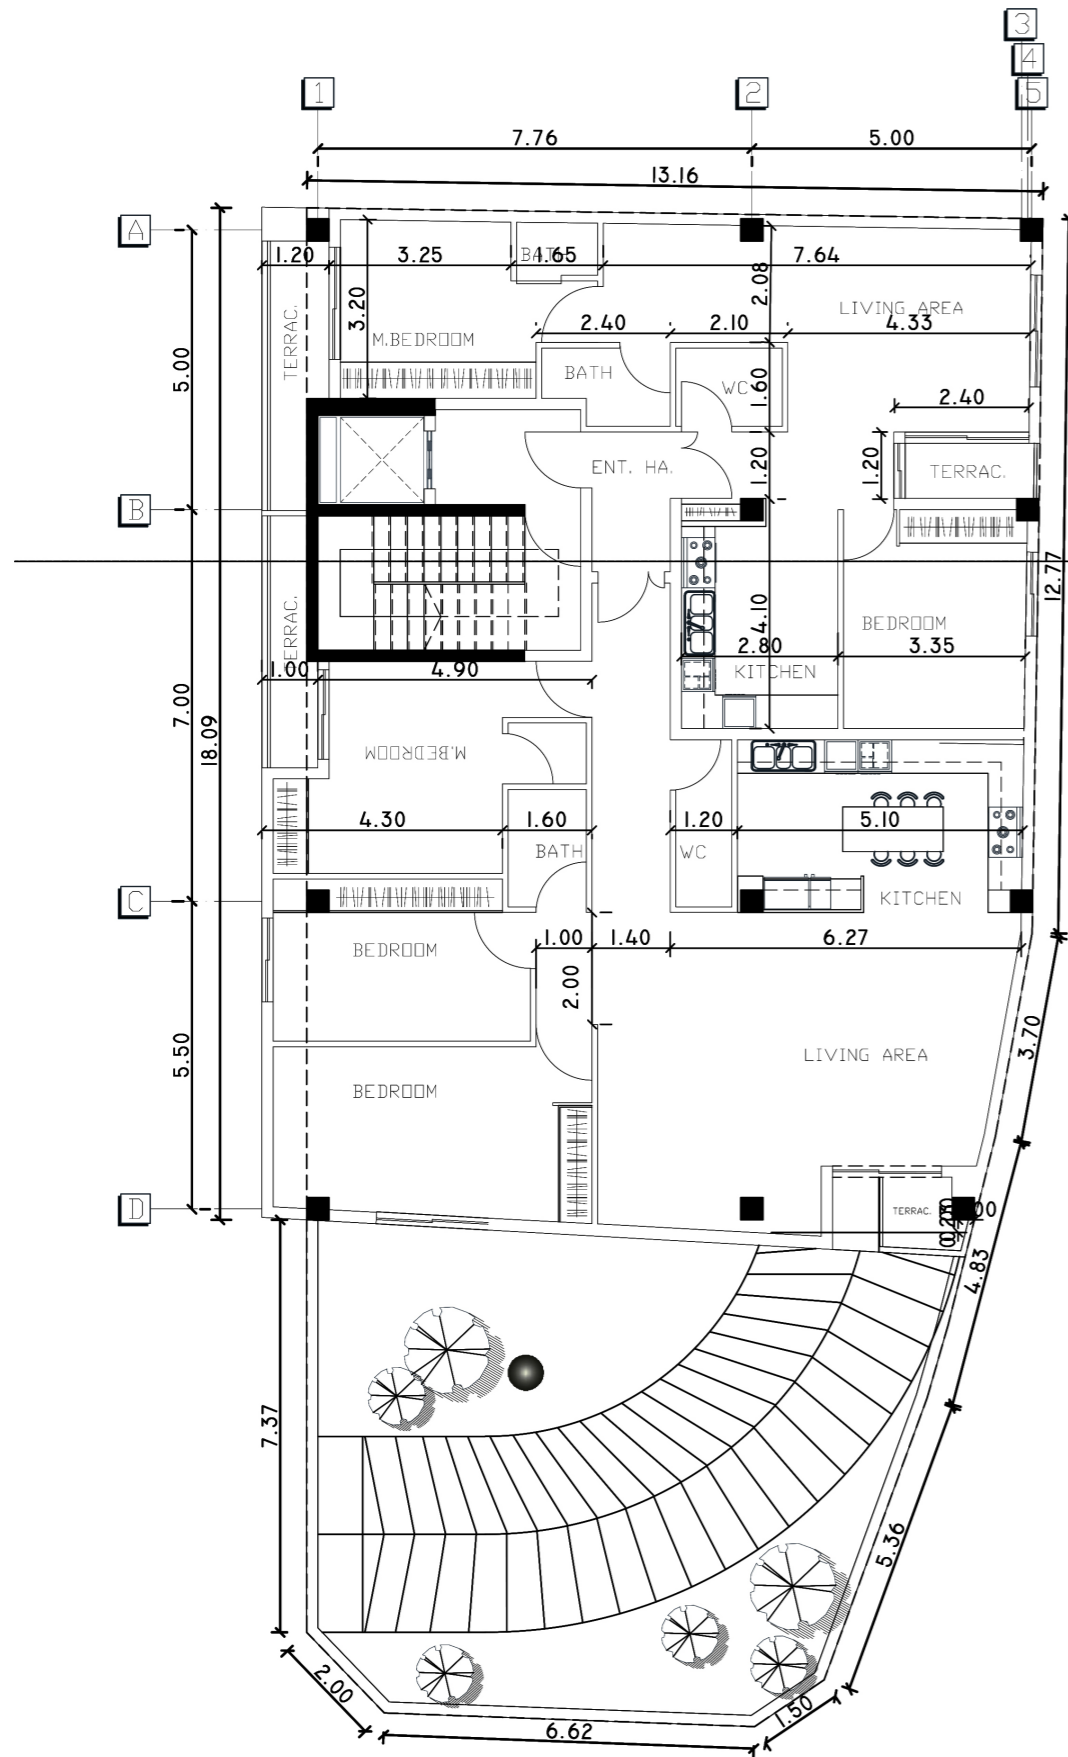 3
4
5
1
2
7.76
5.00
13.16
A
1.20
3.25
BATH
1.65
7.64
2.08
LIVING AREA
TERRAC.
3.20
M.BEDROOM
2.40
2.10
4.33
5.00
BATH
WC
1.60
2.40
ENT. HA.
1.20
1.20
TERRAC.
B
12.77
TERRAC.
4.10
BEDROOM
2.80
3.35
1.00
4.90
KITCHEN
7.00
18.09
M.BEDROOM
4.30
1.60
1.20
5.10
BATH
WC
C
KITCHEN
BEDROOM
1.00
1.40
6.27
2.00
3.70
5.50
LIVING AREA
BEDROOM
D
TERRAC.
4.83
7.37
5.36
2.00
6.62
1.50